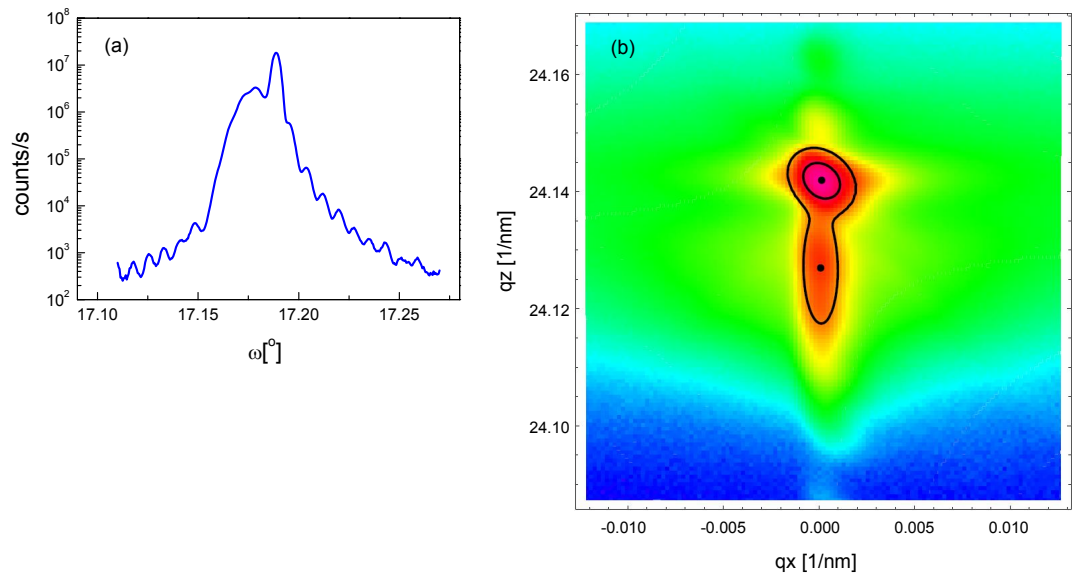 (a)
counts/s
10^8
10^7
10^6
10^5
10^4
10^3
10^2
17.10 17.15 17.20 17.25
ω[°]
(b)
qz [1/nm]
24.16
24.14
24.12
24.10
-0.010 -0.005 0.000 0.005 0.010
qx [1/nm]